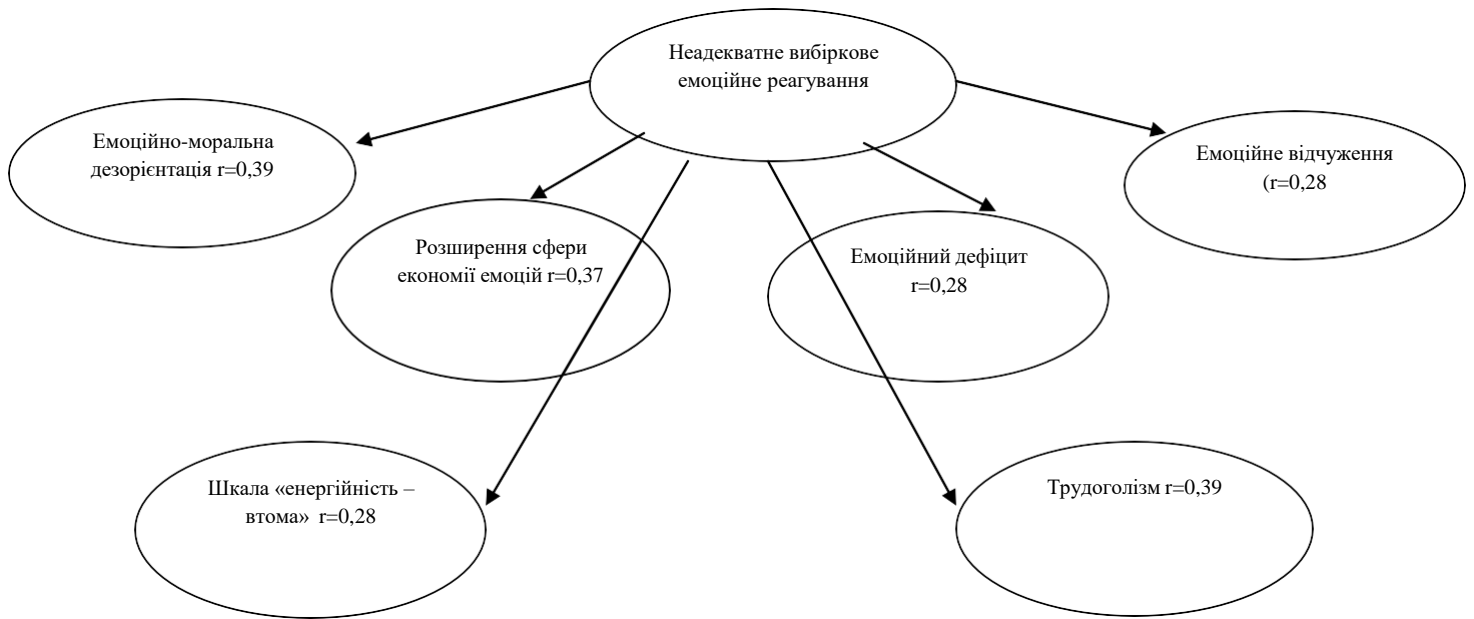 Неадекватне вибіркове
емоційне реагування
Емоційно-моральна
дезорієнтація r=0,39
Емоційне відчуження
(r=0,28
Розширення сфери
економії емоцій r=0,37
Емоційний дефіцит
r=0,28
Шкала «енергійність –
втома» r=0,28
Трудоголізм r=0,39